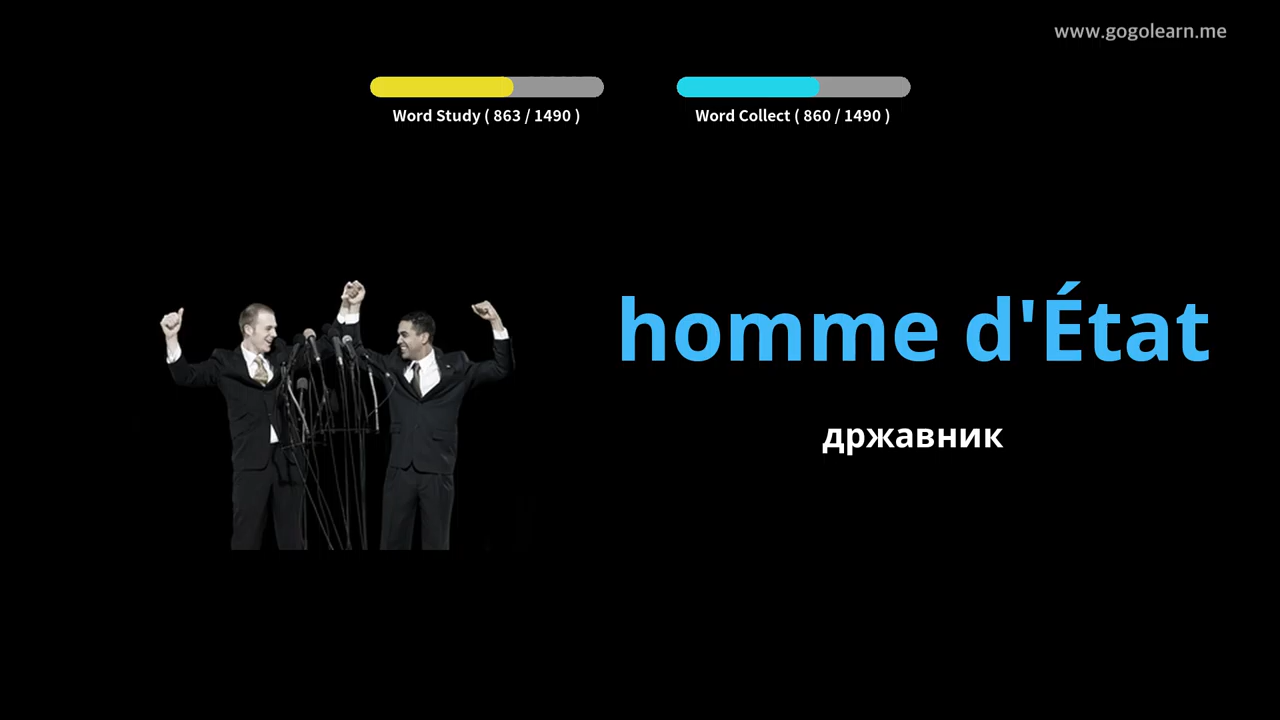 www.gogolearn.me
Word Study ( 863 / 1490 )
Word Collect ( 860 / 1490 )
homme d'État
државник